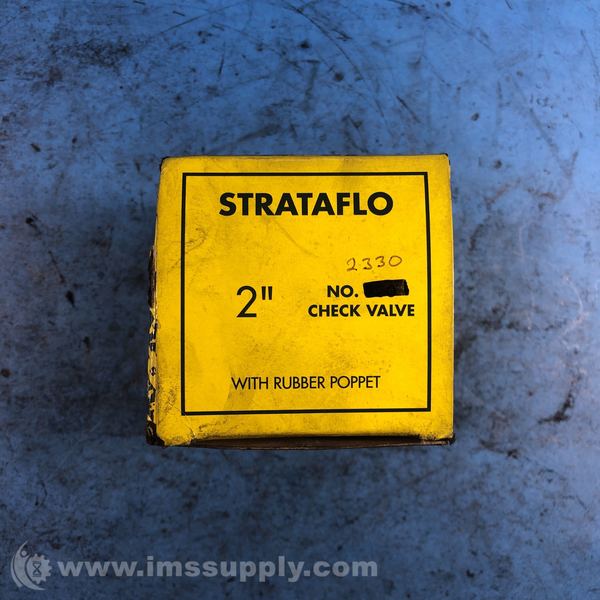 STRATAFLO
2330
2" NO.
CHECK VALVE
WITH RUBBER POPPET
www.imssupply.com